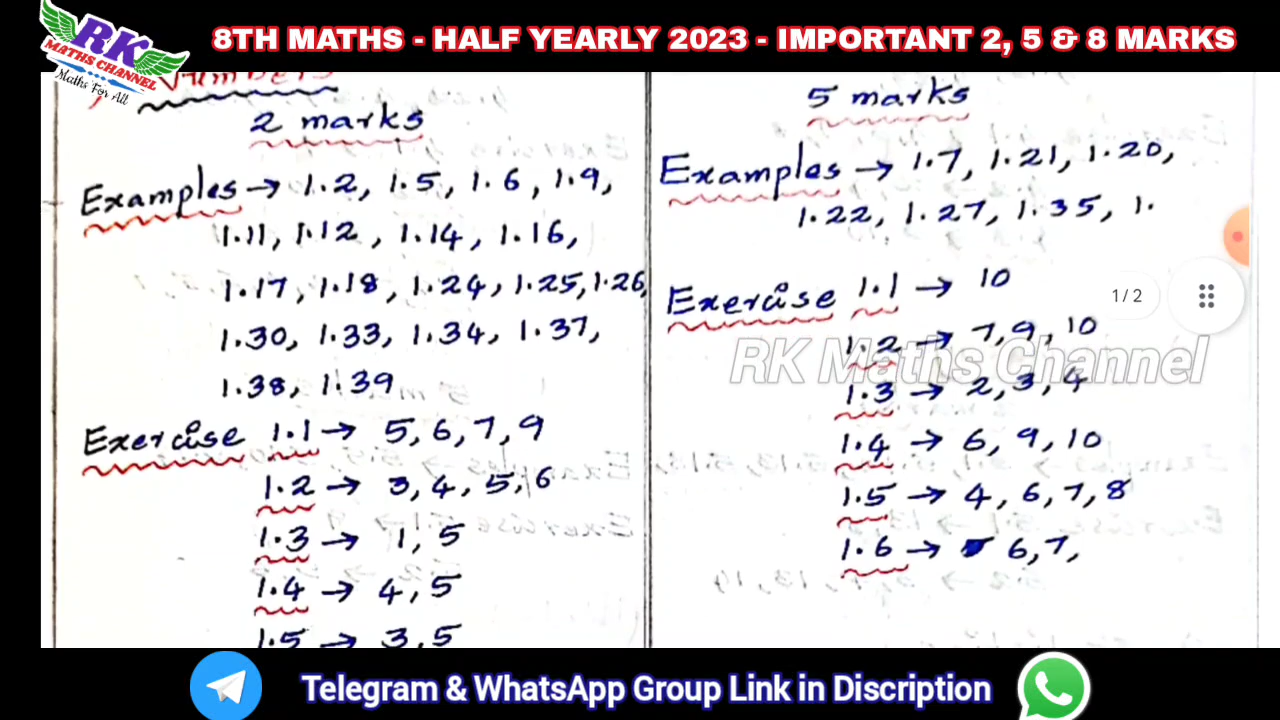 RK
MATHS CHANNEL
Maths For All
8TH MATHS - HALF YEARLY 2023 - IMPORTANT 2, 5 & 8 MARKS
Numbers
2 marks
Examples → 1.2, 1.5, 1.6, 1.9,
1.11, 1.12, 1.14, 1.16,
1.17, 1.18, 1.24, 1.25, 1.26,
1.30, 1.33, 1.34, 1.37,
1.38, 1.39
Exercise 1.1 → 5, 6, 7, 9
1.2 → 3, 4, 5, 6
1.3 → 1, 5
1.4 → 4, 5
1.5 → 3, 5
5 marks
Examples → 1.7, 1.21, 1.20,
1.22, 1.27, 1.35, 1.
Exercise 1.1 → 10
1.2 → 7, 9, 10
1.3 → 2, 3, 4
1.4 → 6, 9, 10
1.5 → 4, 6, 7, 8
1.6 → 6, 7,
1/2
RK Maths Channel
Telegram & WhatsApp Group Link in Discription